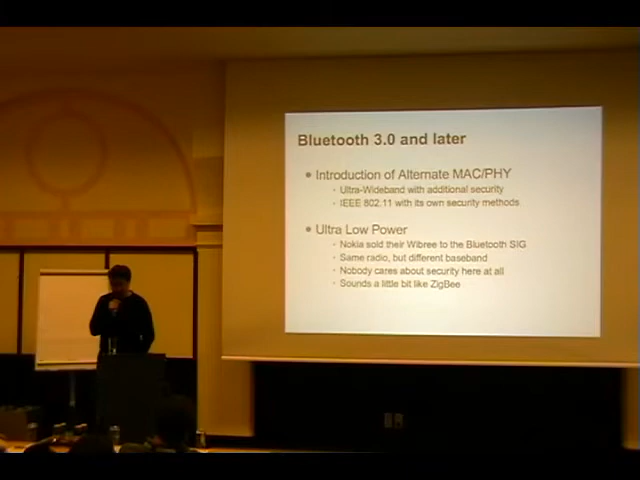 Bluetooth 3.0 and later
• Introduction of Alternate MAC/PHY
- Ultra-Wideband with additional security
- IEEE 802.11 with its own security methods
• Ultra Low Power
- Nokia sold their Wibree to the Bluetooth SIG
- Same radio, but different baseband
- Nobody cares about security here at all
- Sounds a little bit like ZigBee